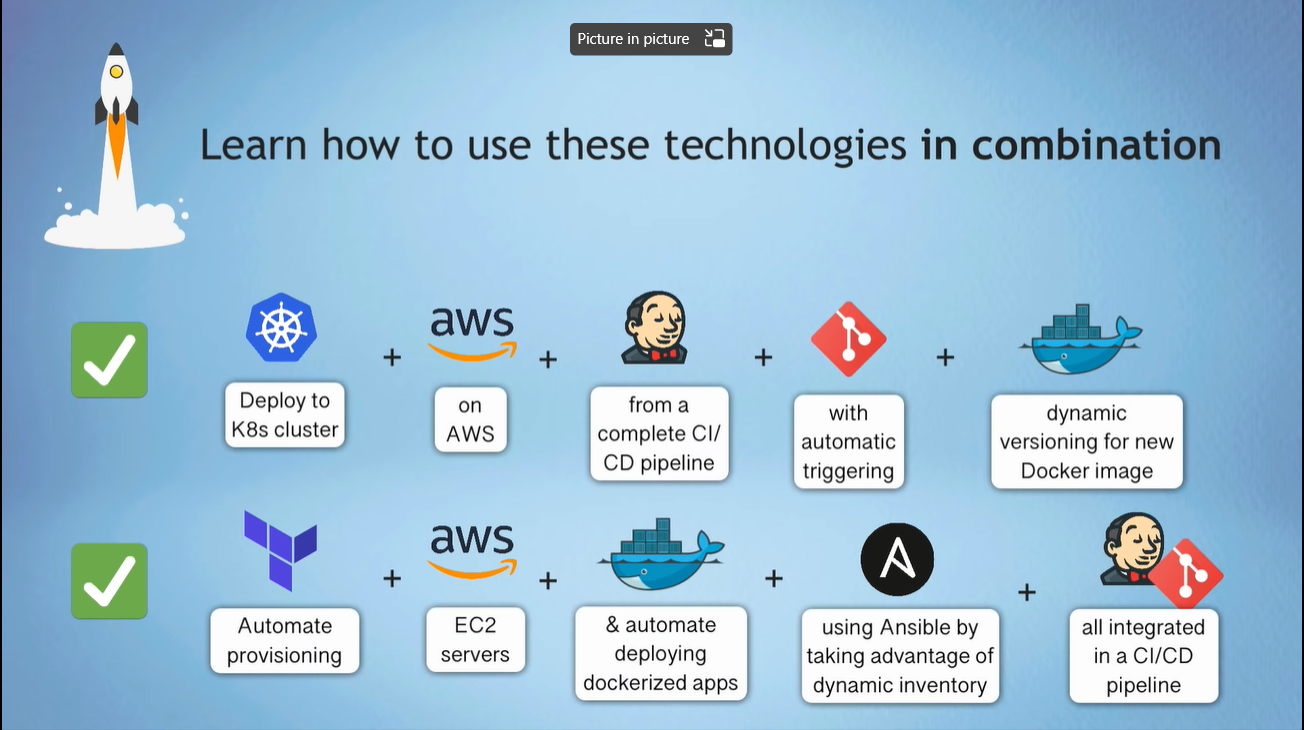 Picture in picture
Learn how to use these technologies in combination
aws
Deploy to
K8s cluster
+
on
AWS
+
from a
complete CI/
CD pipeline
+
with
automatic
triggering
+
dynamic
versioning for new
Docker image
aws
Automate
provisioning
+
EC2
servers
+
& automate
deploying
dockerized apps
+
using Ansible by
taking advantage of
dynamic inventory
+
all integrated
in a CI/CD
pipeline